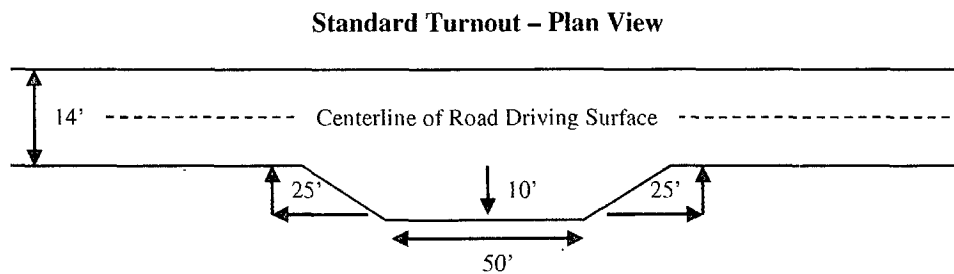 Standard Turnout – Plan View
14'
Centerline of Road Driving Surface
25'
10'
25'
50'